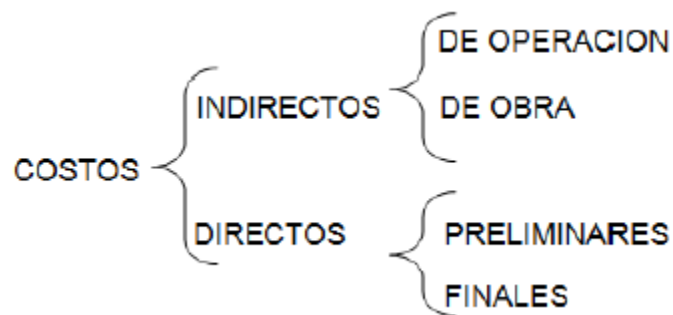 COSTOS
INDIRECTOS
DE OPERACION
DE OBRA
DIRECTOS
PRELIMINARES
FINALES